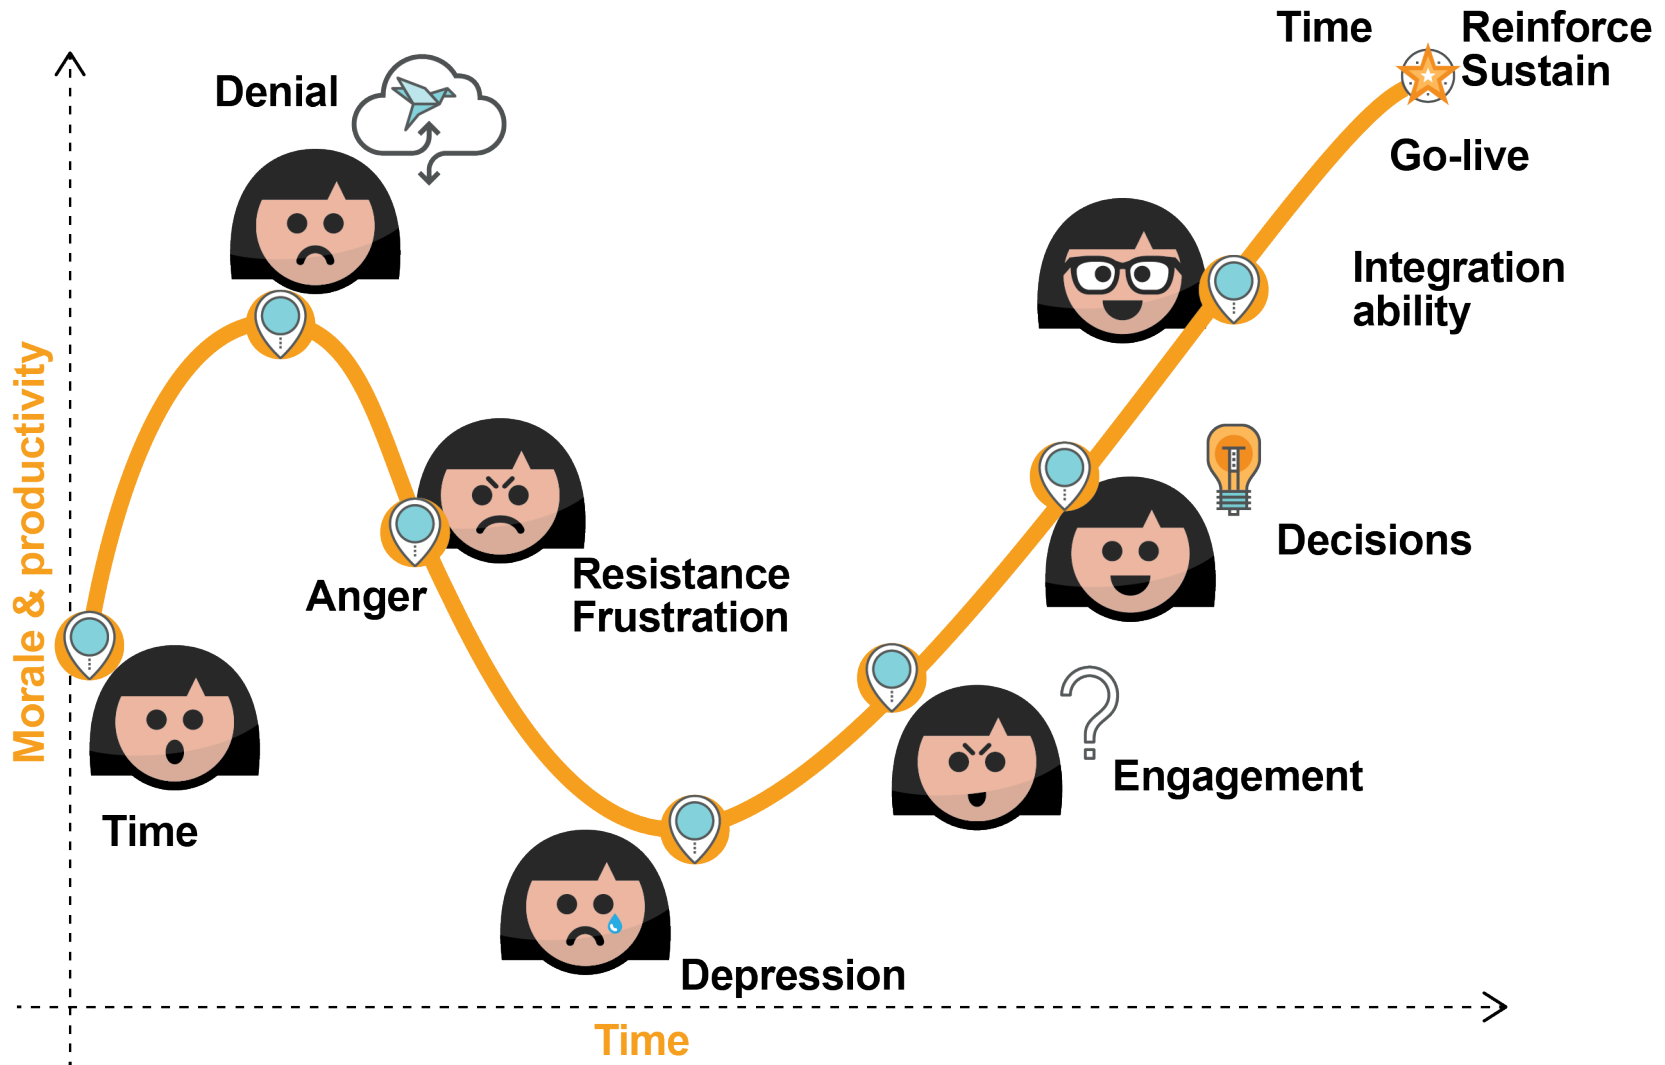 Time
Reinforce
Sustain
Denial
Go-live
Integration
ability
Morale & productivity
Decisions
Anger
Resistance
Frustration
Engagement
Time
Depression
Time